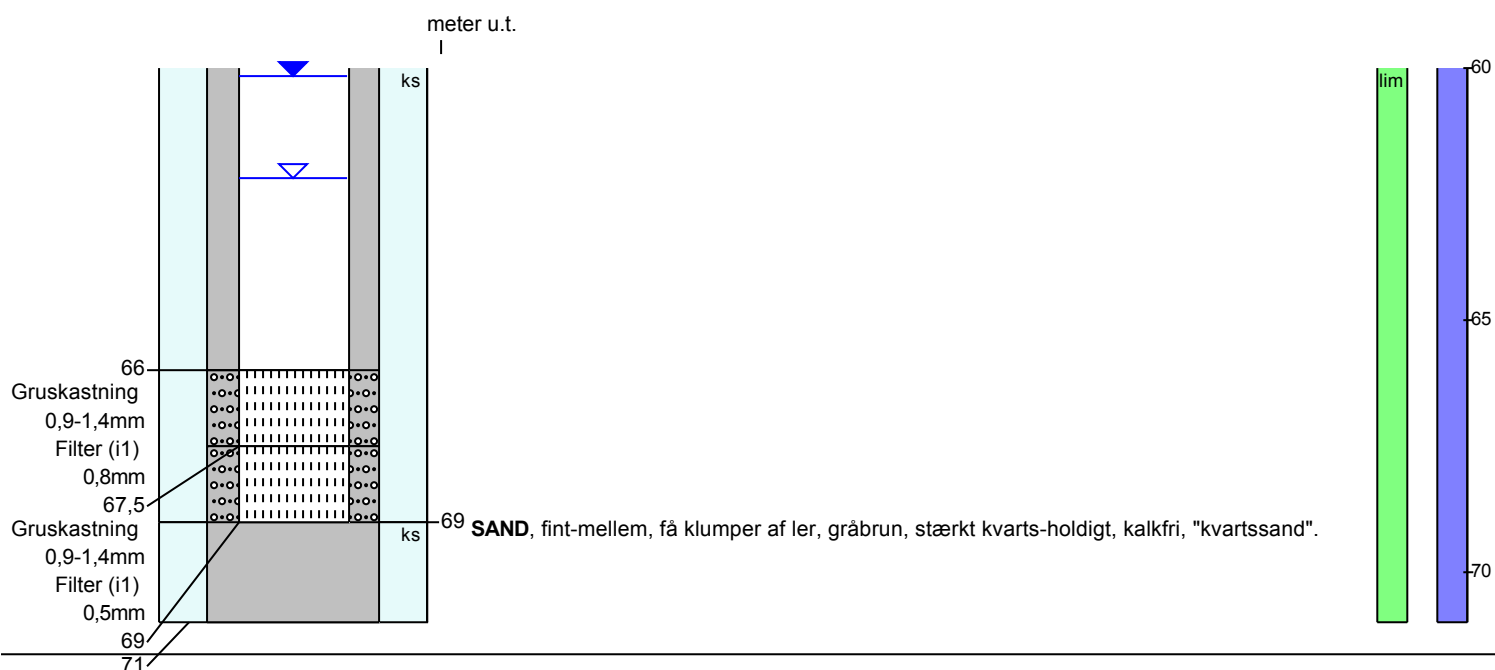 meter u.t.
ks
lim
60
65
66
Gruskastning
0,9-1,4mm
Filter (i1)
0,8mm
67,5
Gruskastning
0,9-1,4mm
Filter (i1)
0,5mm
69
71
ks
69 SAND, fint-mellem, få klumper af ler, gråbrun, stærkt kvarts-holdigt, kalkfri, "kvartssand".
70